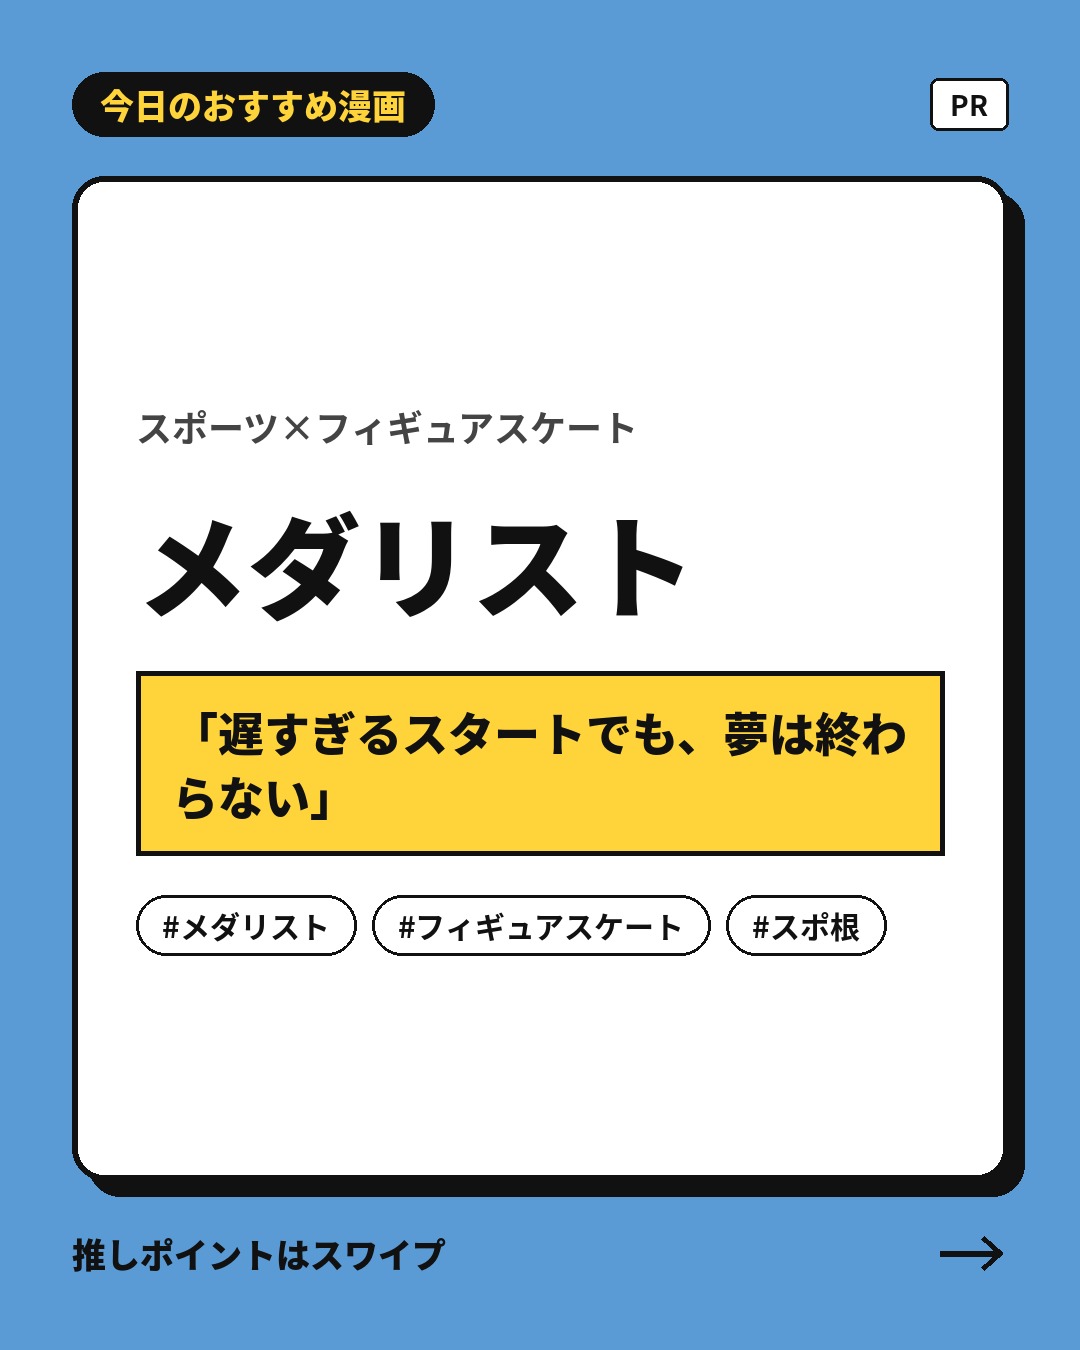 今日のおすすめ漫画
PR
スポーツ×フィギュアスケート
メダリスト
「遅すぎるスタートでも、夢は終わ
らない」
#メダリスト #フィギュアスケート #スポ根
推しポイントはスワイプ